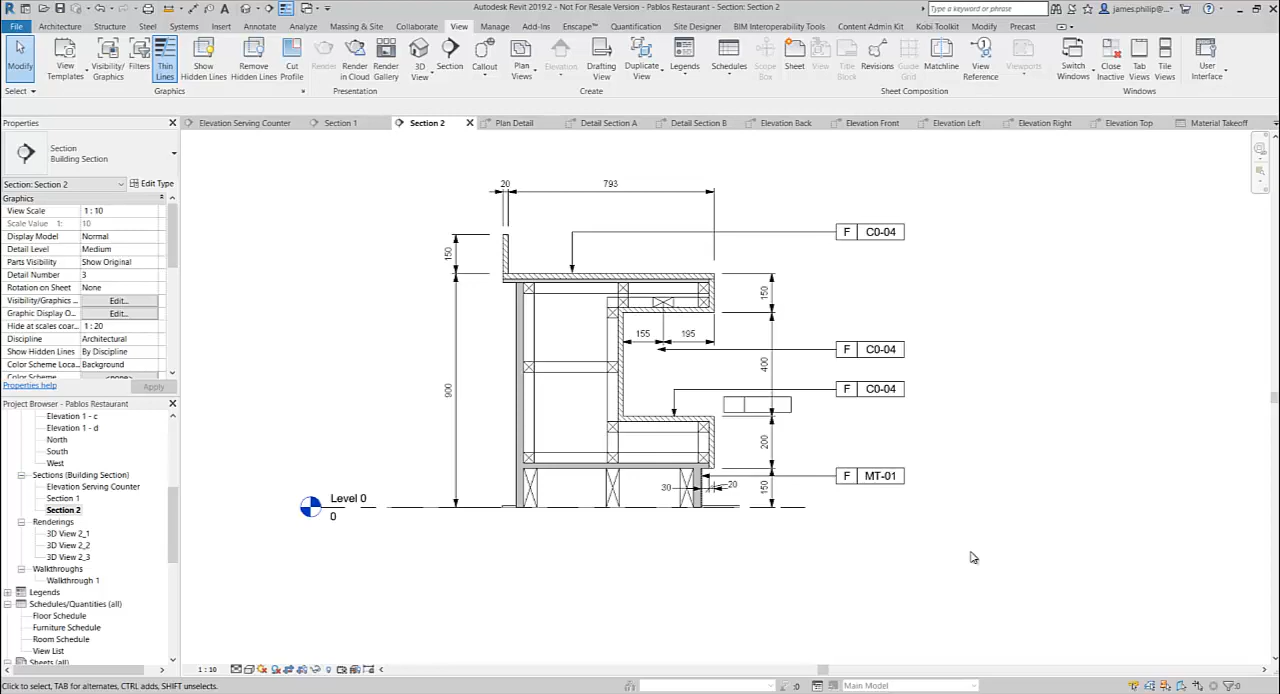 Autodesk Revit 2019.2 - Not For Resale Version - Pablos Restaurant - Section: Section 2
Type a keyword or phrase
james.philip@...
File Architecture Structure Steel Systems Insert Annotate Analyze Massing & Site Collaborate View Manage Add-Ins Enscape™ Quantification Site Designer BIM Interoperability Tools Content Admin Kit Kobi Toolkit Modify Precast
Modify
View Templates
Visibility/ Graphics
Filters
Thin Lines
Show Hidden Lines
Remove Hidden Lines
Cut Profile
Render
Render in Cloud
Render Gallery
3D View
Section
Callout
Plan Views
Elevation
Drafting View
Duplicate View
Legends
Schedules
Scope Box
Sheet
View
Title Block
Revisions
Guide Grid
Matchline
View Reference
Viewports
Switch Windows
Close Inactive
Tab Views
Tile Views
User Interface
Select Graphics Presentation Create Sheet Composition Windows
Properties
Elevation Serving Counter Section 1 Section 2 Plan Detail Detail Section A Detail Section B Elevation Back Elevation Front Elevation Left Elevation Right Elevation Top Material Takeoff
Section
Building Section
Section: Section 2 Edit Type
Graphics
View Scale 1 : 10
Scale Value 1: 10
Display Model Normal
Detail Level Medium
Parts Visibility Show Original
Detail Number 3
Rotation on Sheet None
Visibility/Graphics ... Edit...
Graphic Display O... Edit...
Hide at scales coar... 1 : 20
Discipline Architectural
Show Hidden Lines By Discipline
Color Scheme Loca... Background
Color Scheme <none>
Properties help Apply
Project Browser - Pablos Restaurant
Elevation 1 - c
Elevation 1 - d
North
South
West
Sections (Building Section)
Elevation Serving Counter
Section 1
Section 2
Renderings
3D View 2_1
3D View 2_2
3D View 2_3
Walkthroughs
Walkthrough 1
Legends
Schedules/Quantities (all)
Floor Schedule
Furniture Schedule
Room Schedule
View List
Sheets (all)
20 793
F C0-04
150
150
155 195
F C0-04
400
900
F C0-04
200
F MT-01
30 20
150
Level 0
0
1 : 10
Click to select, TAB for alternates, CTRL adds, SHIFT unselects.
:0
Main Model
:0